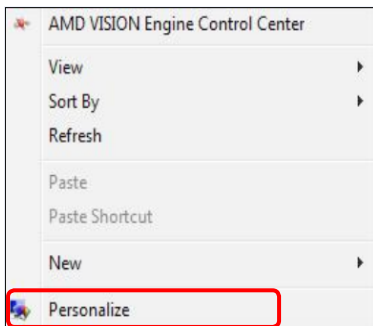 AMD VISION Engine Control Center
View
Sort By
Refresh
Paste
Paste Shortcut
New
Personalize